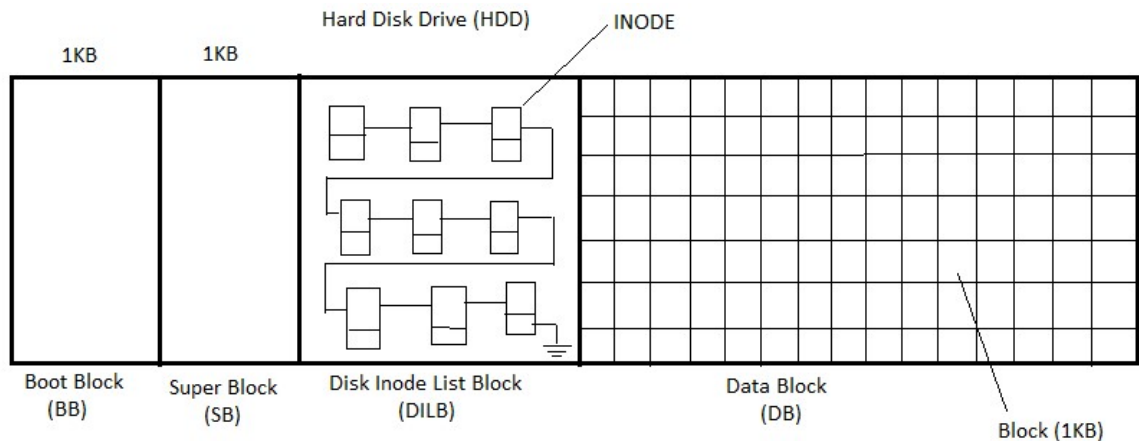 Hard Disk Drive (HDD)
INODE
1KB
1KB
Boot Block
(BB)
Super Block
(SB)
Disk Inode List Block
(DILB)
Data Block
(DB)
Block (1KB)